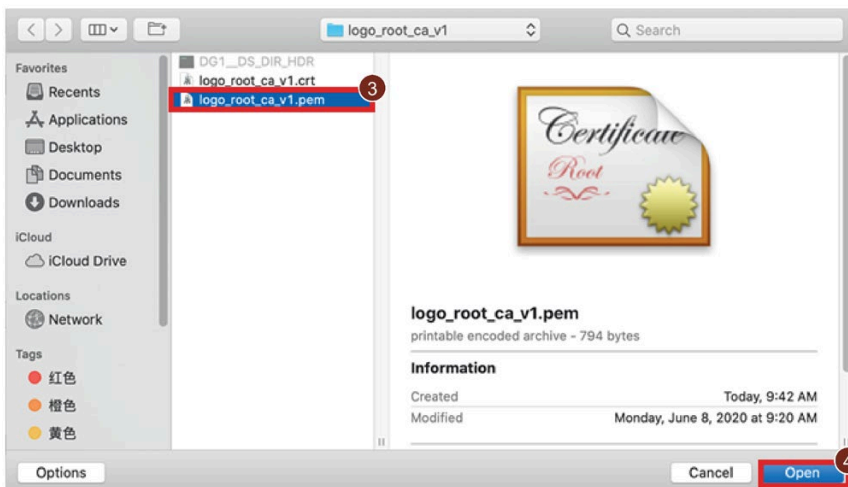 logo_root_ca_v1
Search
Favorites
Recents
Applications
Desktop
Documents
Downloads
iCloud
iCloud Drive
Locations
Network
Tags
红色
橙色
黄色
DG1__DS_DIR_HDR
logo_root_ca_v1.crt
logo_root_ca_v1.pem
3
Certificate
Root
logo_root_ca_v1.pem
printable encoded archive - 794 bytes
Information
Created Today, 9:42 AM
Modified Monday, June 8, 2020 at 9:20 AM
Options
Cancel
Open
4